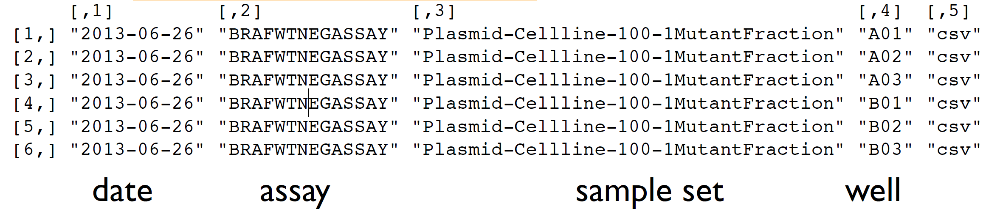 [,1] [,2] [,3] [,4] [,5]
[1,] "2013-06-26" "BRAFWTNEGASSAY" "Plasmid-Cellline-100-1MutantFraction" "A01" "csv"
[2,] "2013-06-26" "BRAFWTNEGASSAY" "Plasmid-Cellline-100-1MutantFraction" "A02" "csv"
[3,] "2013-06-26" "BRAFWTNEGASSAY" "Plasmid-Cellline-100-1MutantFraction" "A03" "csv"
[4,] "2013-06-26" "BRAFWTNEGASSAY" "Plasmid-Cellline-100-1MutantFraction" "B01" "csv"
[5,] "2013-06-26" "BRAFWTNEGASSAY" "Plasmid-Cellline-100-1MutantFraction" "B02" "csv"
[6,] "2013-06-26" "BRAFWTNEGASSAY" "Plasmid-Cellline-100-1MutantFraction" "B03" "csv"
date assay sample set well